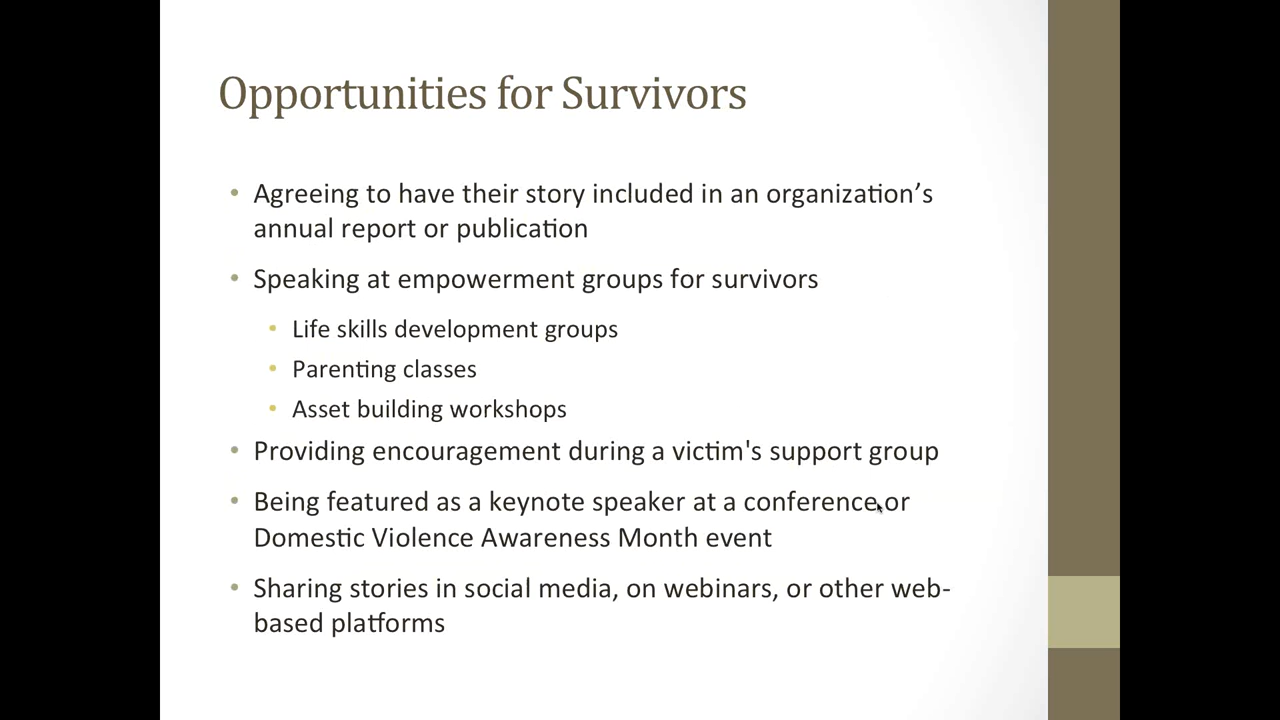 Opportunities for Survivors
• Agreeing to have their story included in an organization’s
annual report or publication
• Speaking at empowerment groups for survivors
• Life skills development groups
• Parenting classes
• Asset building workshops
• Providing encouragement during a victim's support group
• Being featured as a keynote speaker at a conference or
Domestic Violence Awareness Month event
• Sharing stories in social media, on webinars, or other web-
based platforms